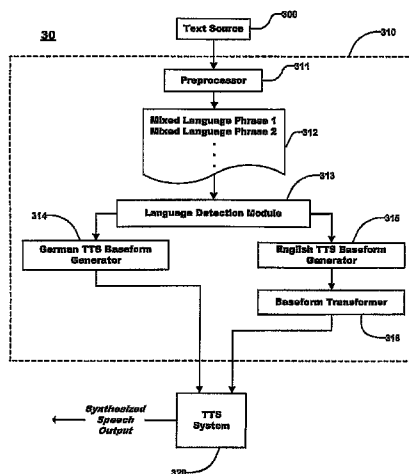 30
300
Text Source
310
Preprocessor
311
Mixed Language Phrase 1
Mixed Language Phrase 2
312
313
Language Detection Module
314
German TTS Baseform
Generator
315
English TTS Baseform
Generator
Baseform Transformer
316
Synthesized
Speech
Output
TTS
System
320